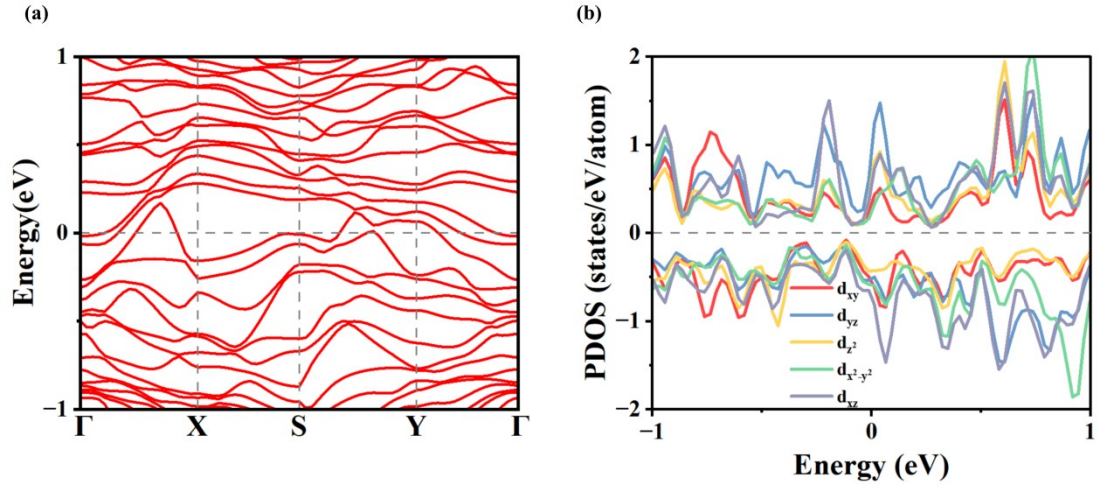 (a)
(b)
Energy(eV)
1
0
−1
Γ X S Y Γ
PDOS (states/eV/atom)
2
1
0
−1
−2
d_xy
d_yz
d_z²
d_x²-y²
d_xz
−1 0 1
Energy (eV)